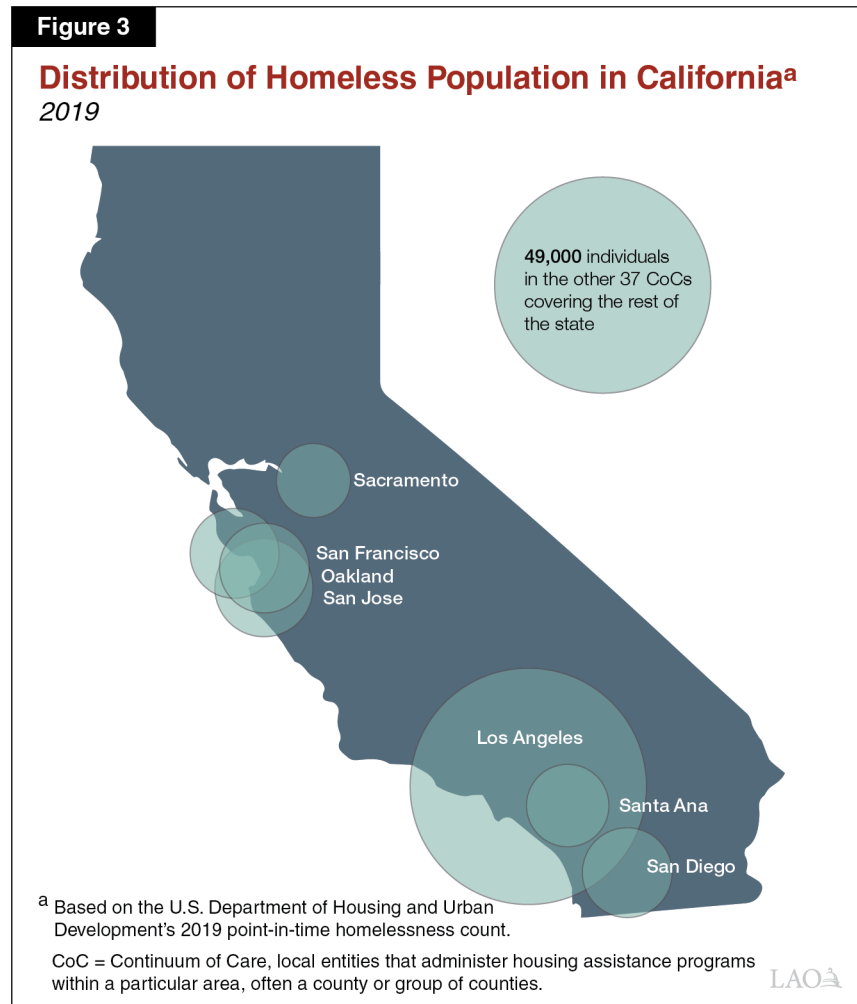 Figure 3
Distribution of Homeless Population in Californiaa
2019
49,000 individuals
in the other 37 CoCs
covering the rest of
the state
Sacramento
San Francisco
Oakland
San Jose
Los Angeles
Santa Ana
San Diego
a Based on the U.S. Department of Housing and Urban
Development’s 2019 point-in-time homelessness count.
CoC = Continuum of Care, local entities that administer housing assistance programs
within a particular area, often a county or group of counties.
LAO